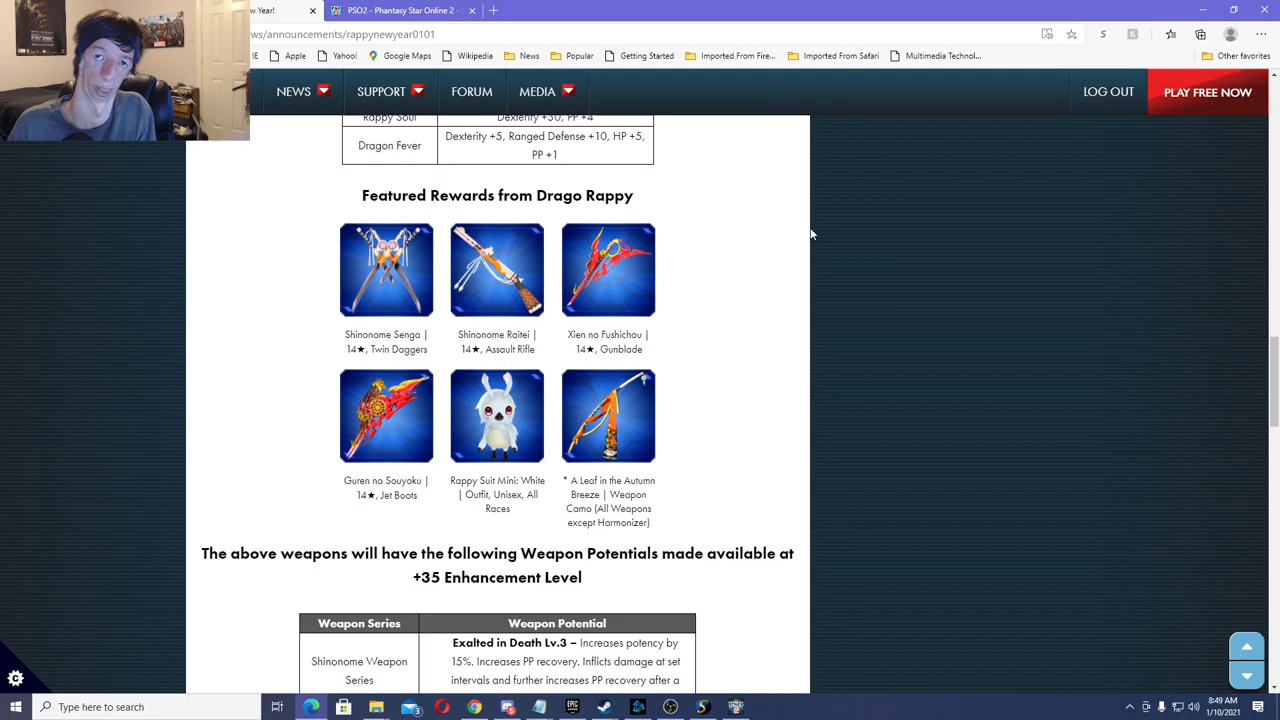 New Year!
PSO2 -
ws/announcements/rappynewyear0101
IE
Apple
Yahoo!
Google Maps
Wikipedia
News
Popular
Getting Started
Imported From Fire...
Imported From Safari
Multimedia Technol...
Other favorites
NEWS
SUPPORT
FORUM
MEDIA
LOG OUT
PLAY FREE NOW
Rappy Soul
Dexterity +30, PP +4
Dragon Fever
Dexterity +5, Ranged Defense +10, HP +5,
PP +1
Featured Rewards from Drago Rappy
Shinonome Senga |
14★, Twin Daggers
Shinonome Raitei |
14★, Assault Rifle
Xien no Fushichou |
14★, Gunblade
Guren no Souyoku |
14★, Jet Boots
Rappy Suit Mini: White
| Outfit, Unisex, All
Races
* A Leaf in the Autumn
Breeze | Weapon
Camo (All Weapons
except Harmonizer)
The above weapons will have the following Weapon Potentials made available at
+35 Enhancement Level
Weapon Series
Weapon Potential
Shinonome Weapon
Series
Exalted in Death Lv.3 – Increases potency by
15%. Increases PP recovery. Inflicts damage at set
intervals and further increases PP recovery after a
Type here to search
8:49 AM
1/10/2021